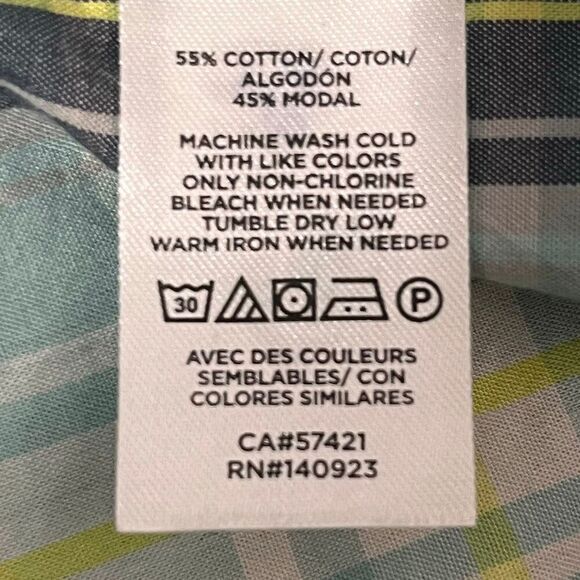 55% COTTON/ COTON/
ALGODÓN
45% MODAL
MACHINE WASH COLD
WITH LIKE COLORS
ONLY NON-CHLORINE
BLEACH WHEN NEEDED
TUMBLE DRY LOW
WARM IRON WHEN NEEDED
30 P
AVEC DES COULEURS
SEMBLABLES/ CON
COLORES SIMILARES
CA#57421
RN#140923